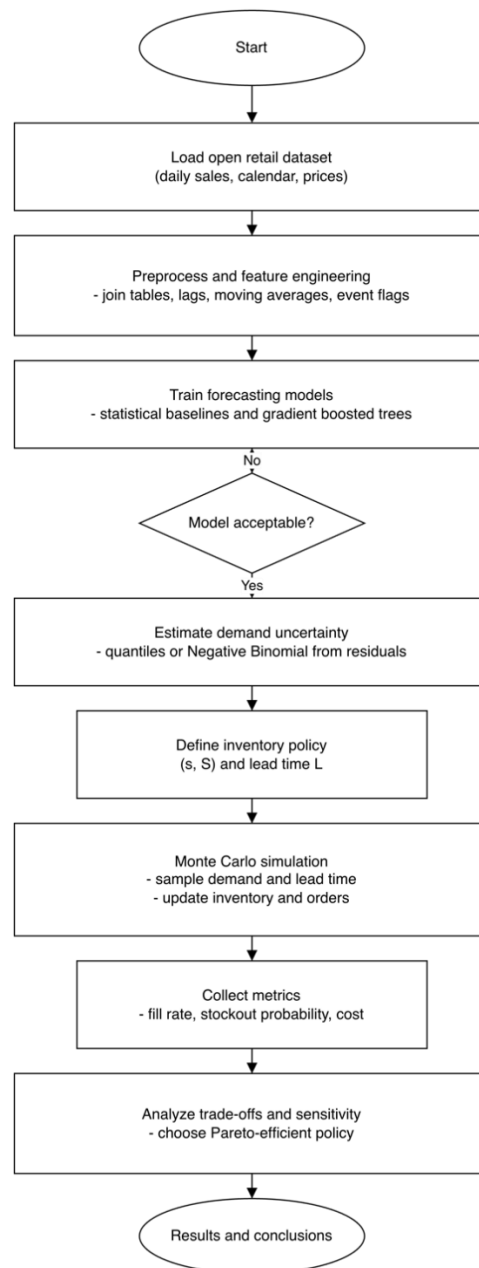 Start
Load open retail dataset
(daily sales, calendar, prices)
Preprocess and feature engineering
- join tables, lags, moving averages, event flags
Train forecasting models
- statistical baselines and gradient boosted trees
No
Model acceptable?
Yes
Estimate demand uncertainty
- quantiles or Negative Binomial from residuals
Define inventory policy
(s, S) and lead time L
Monte Carlo simulation
- sample demand and lead time
- update inventory and orders
Collect metrics
- fill rate, stockout probability, cost
Analyze trade-offs and sensitivity
- choose Pareto-efficient policy
Results and conclusions